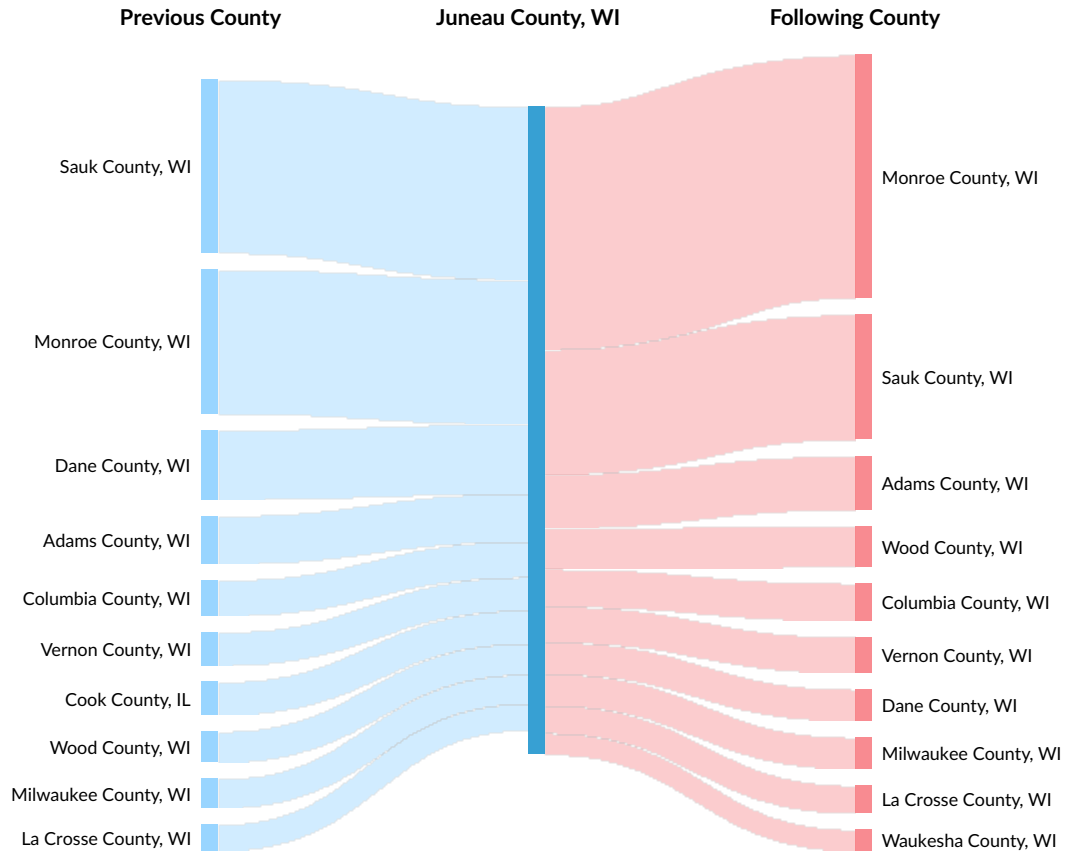 Previous County
Juneau County, WI
Following County
Sauk County, WI
Monroe County, WI
Dane County, WI
Adams County, WI
Columbia County, WI
Vernon County, WI
Cook County, IL
Wood County, WI
Milwaukee County, WI
La Crosse County, WI
Monroe County, WI
Sauk County, WI
Adams County, WI
Wood County, WI
Columbia County, WI
Vernon County, WI
Dane County, WI
Milwaukee County, WI
La Crosse County, WI
Waukesha County, WI